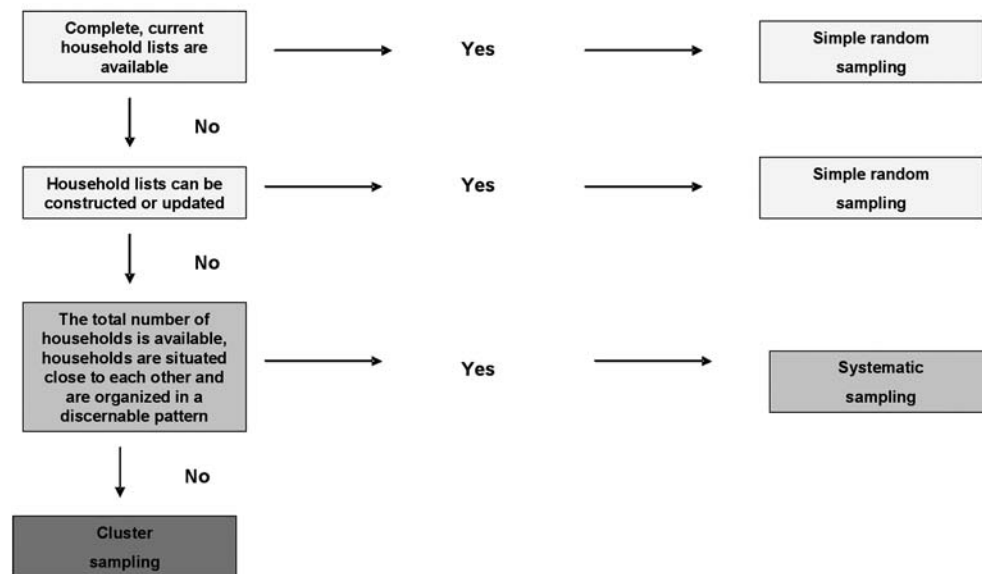 Complete, current
household lists are
available
Yes
Simple random
sampling
No
Household lists can be
constructed or updated
Yes
Simple random
sampling
No
The total number of
households is available,
households are situated
close to each other and
are organized in a
discernable pattern
Yes
Systematic
sampling
No
Cluster
sampling